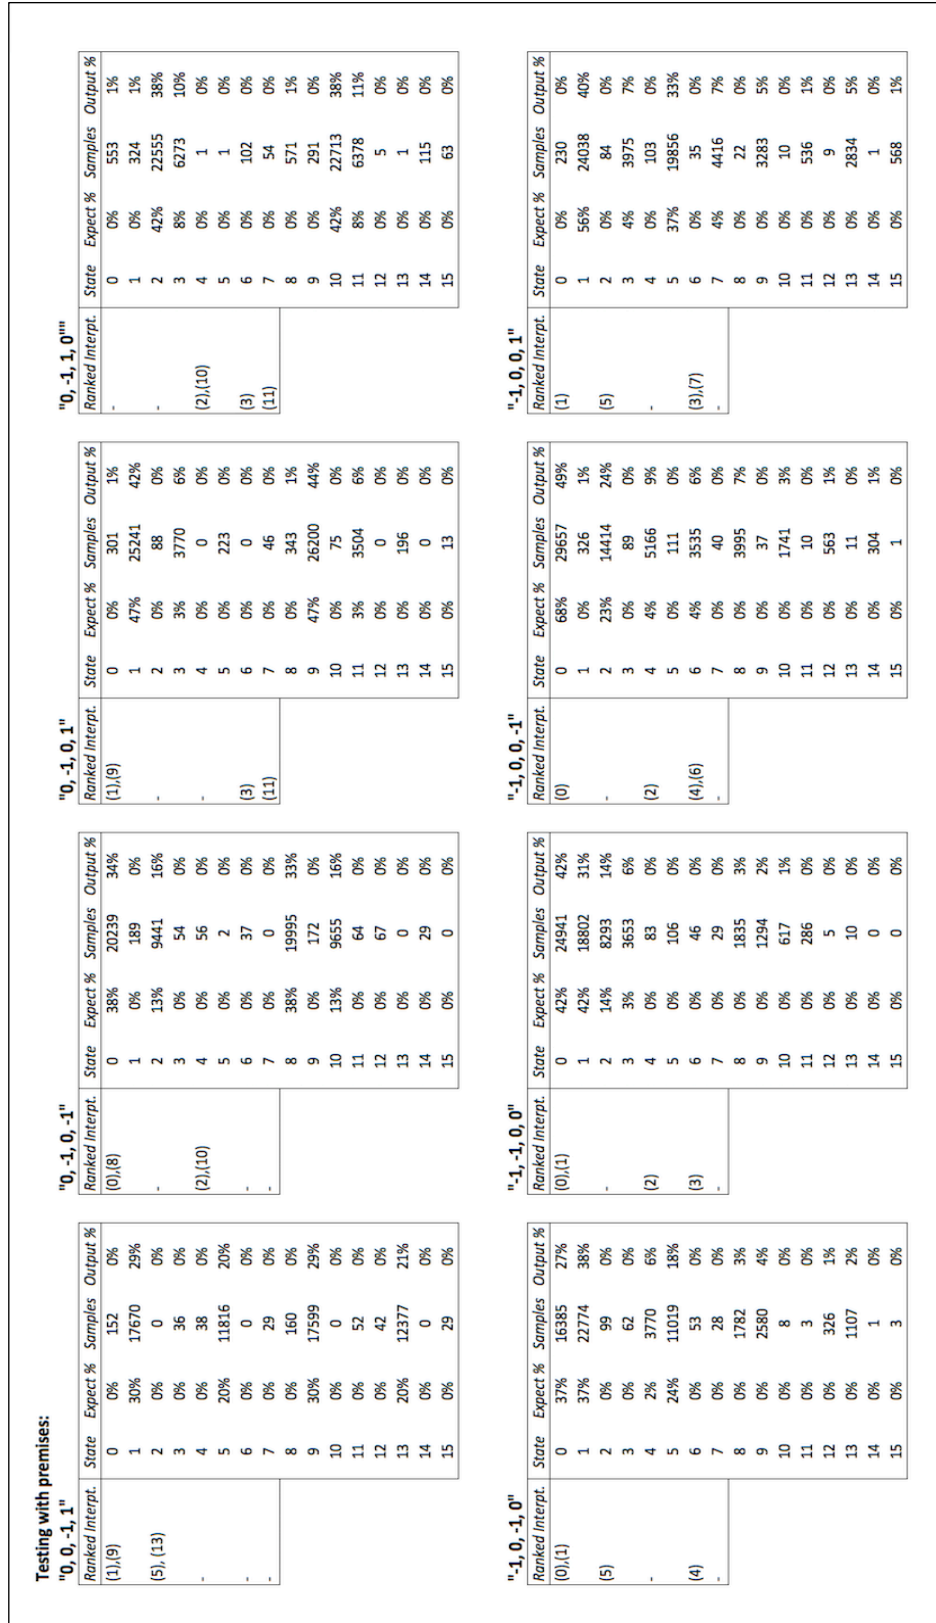 Testing with premises:
"0, 0, -1, 1"
Ranked Interpt. State Expect % Samples Output %
(1),(9) 0 0% 152 0%
1 30% 17670 29%
(5), (13) 2 0% 0 0%
3 0% 36 0%
- 4 0% 38 0%
5 20% 11816 20%
- 6 0% 0 0%
- 7 0% 29 0%
8 0% 160 0%
9 30% 17599 29%
10 0% 0 0%
11 0% 52 0%
12 0% 42 0%
13 20% 12377 21%
14 0% 0 0%
15 0% 29 0%
"0, -1, 0, -1"
Ranked Interpt. State Expect % Samples Output %
(0),(8) 0 38% 20239 34%
1 0% 189 0%
- 2 13% 9441 16%
3 0% 54 0%
(2),(10) 4 0% 56 0%
5 0% 2 0%
- 6 0% 37 0%
- 7 0% 0 0%
8 38% 19995 33%
9 0% 172 0%
10 13% 9655 16%
11 0% 64 0%
12 0% 67 0%
13 0% 0 0%
14 0% 29 0%
15 0% 0 0%
"0, -1, 0, 1"
Ranked Interpt. State Expect % Samples Output %
(1),(9) 0 0% 301 1%
1 47% 25241 42%
- 2 0% 88 0%
3 3% 3770 6%
- 4 0% 0 0%
5 0% 223 0%
(3) 6 0% 0 0%
(11) 7 0% 46 0%
8 0% 343 1%
9 47% 26200 44%
10 0% 75 0%
11 3% 3504 6%
12 0% 0 0%
13 0% 196 0%
14 0% 0 0%
15 0% 13 0%
"0, -1, 1, 0""
Ranked Interpt. State Expect % Samples Output %
- 0 0% 553 1%
1 0% 324 1%
- 2 42% 22555 38%
3 8% 6273 10%
(2),(10) 4 0% 1 0%
5 0% 1 0%
(3) 6 0% 102 0%
(11) 7 0% 54 0%
8 0% 571 1%
9 0% 291 0%
10 42% 22713 38%
11 8% 6378 11%
12 0% 5 0%
13 0% 1 0%
14 0% 115 0%
15 0% 63 0%
"-1, 0, -1, 0"
Ranked Interpt. State Expect % Samples Output %
(0),(1) 0 37% 16385 27%
1 37% 22774 38%
(5) 2 0% 99 0%
3 0% 62 0%
- 4 2% 3770 6%
5 24% 11019 18%
(4) 6 0% 53 0%
7 0% 28 0%
8 0% 1782 3%
9 0% 2580 4%
10 0% 8 0%
11 0% 3 0%
12 0% 326 1%
13 0% 1107 2%
14 0% 1 0%
15 0% 3 0%
"-1, -1, 0, 0"
Ranked Interpt. State Expect % Samples Output %
(0),(1) 0 42% 24941 42%
1 42% 18802 31%
- 2 14% 8293 14%
3 3% 3653 6%
(2) 4 0% 83 0%
5 0% 106 0%
(3) 6 0% 46 0%
- 7 0% 29 0%
8 0% 1835 3%
9 0% 1294 2%
10 0% 617 1%
11 0% 286 0%
12 0% 5 0%
13 0% 10 0%
14 0% 0 0%
15 0% 0 0%
"-1, 0, 0, -1"
Ranked Interpt. State Expect % Samples Output %
(0) 0 68% 29657 49%
1 0% 326 1%
- 2 23% 14414 24%
3 0% 89 0%
(2) 4 4% 5166 9%
5 0% 111 0%
(4),(6) 6 4% 3535 6%
- 7 0% 40 0%
8 0% 3995 7%
9 0% 37 0%
10 0% 1741 3%
11 0% 10 0%
12 0% 563 1%
13 0% 11 0%
14 0% 304 1%
15 0% 1 0%
"-1, 0, 0, 1"
Ranked Interpt. State Expect % Samples Output %
(1) 0 0% 230 0%
1 56% 24038 40%
(5) 2 0% 84 0%
3 4% 3975 7%
- 4 0% 103 0%
5 37% 19856 33%
(3),(7) 6 0% 35 0%
- 7 4% 4416 7%
8 0% 22 0%
9 0% 3283 5%
10 0% 10 0%
11 0% 536 1%
12 0% 9 0%
13 0% 2834 5%
14 0% 1 0%
15 0% 568 1%